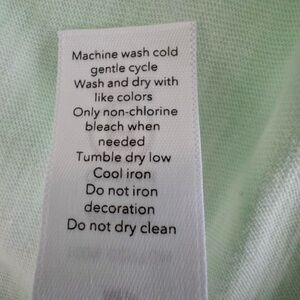 Machine wash cold
gentle cycle
Wash and dry with
like colors
Only non-chlorine
bleach when
needed
Tumble dry low
Cool iron
Do not iron
decoration
Do not dry clean